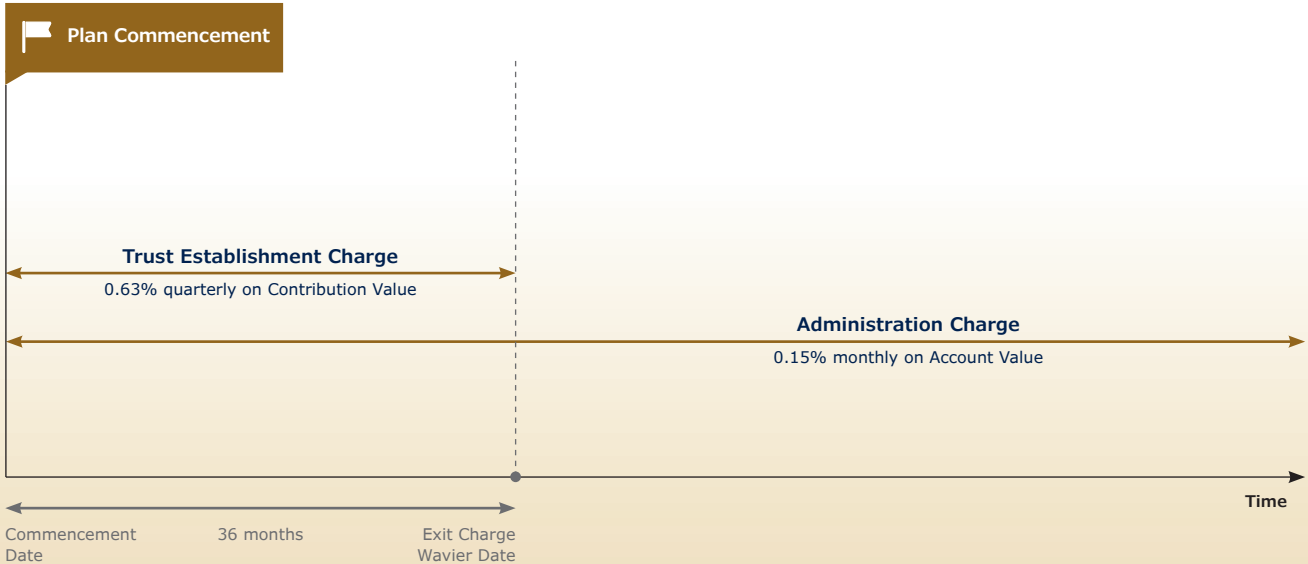 Plan Commencement
Trust Establishment Charge
0.63% quarterly on Contribution Value
Administration Charge
0.15% monthly on Account Value
Time
Commencement
Date
36 months
Exit Charge
Wavier Date